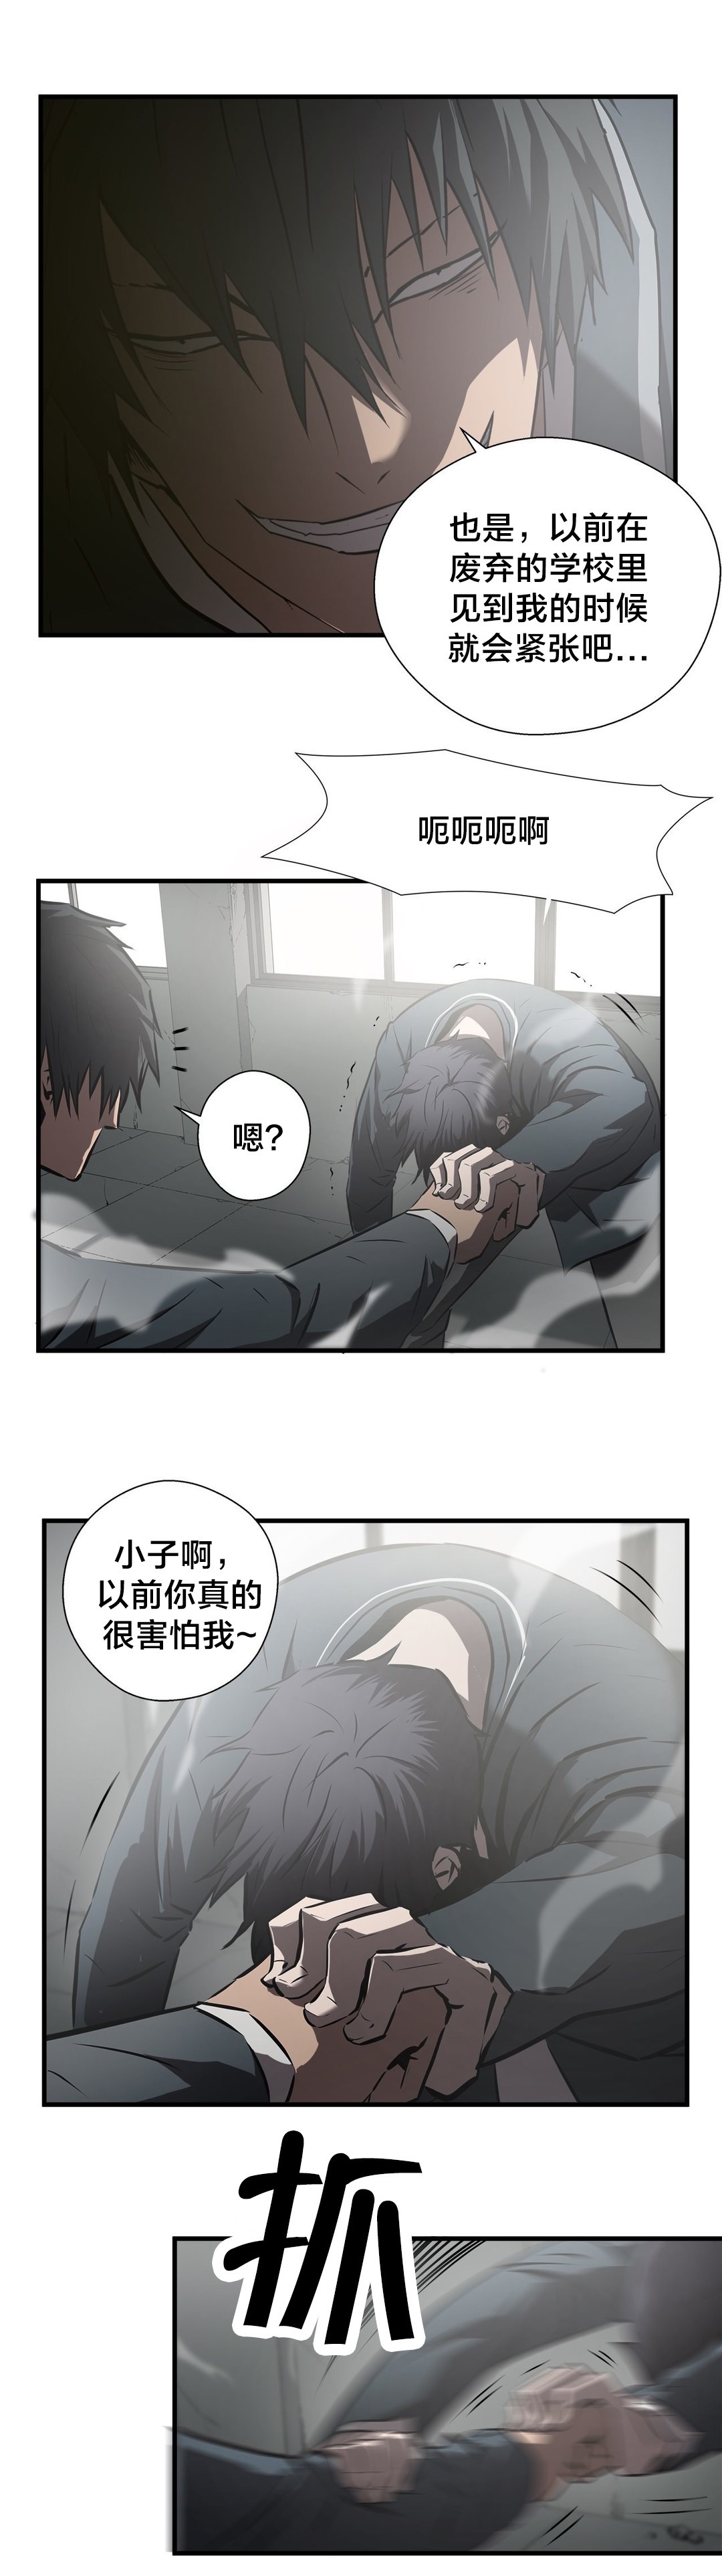 也是，以前在
废弃的学校里
见到我的时候
就会紧张吧…
呃呃呃啊
嗯?
小子啊，
以前你真的
很害怕我~
抓